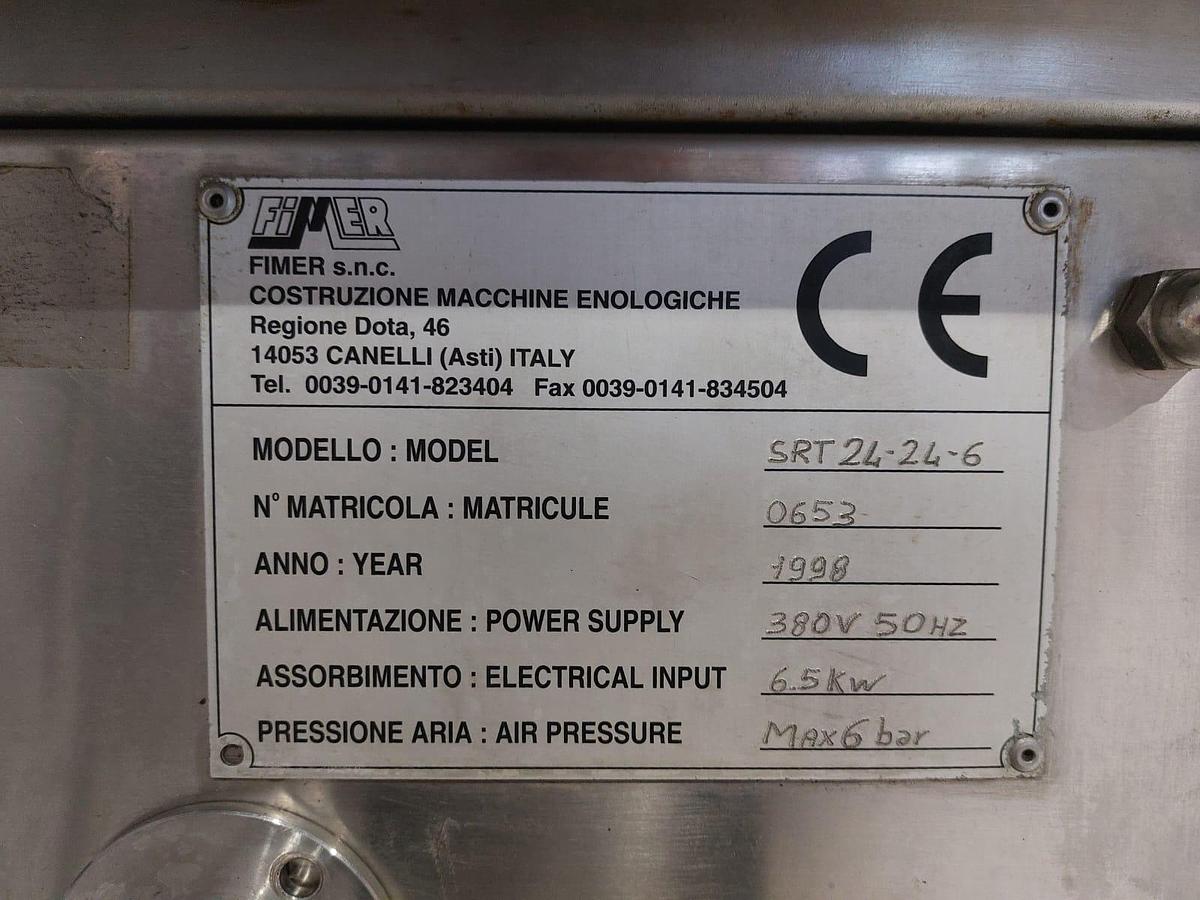 FIMER
FIMER s.n.c.
COSTRUZIONE MACCHINE ENOLOGICHE
Regione Dota, 46
14053 CANELLI (Asti) ITALY
Tel. 0039-0141-823404 Fax 0039-0141-834504
CE
MODELLO : MODEL SRT 24-24-6
N° MATRICOLA : MATRICULE 0653
ANNO : YEAR 1998
ALIMENTAZIONE : POWER SUPPLY 380V 50HZ
ASSORBIMENTO : ELECTRICAL INPUT 6.5KW
PRESSIONE ARIA : AIR PRESSURE MAX 6 bar